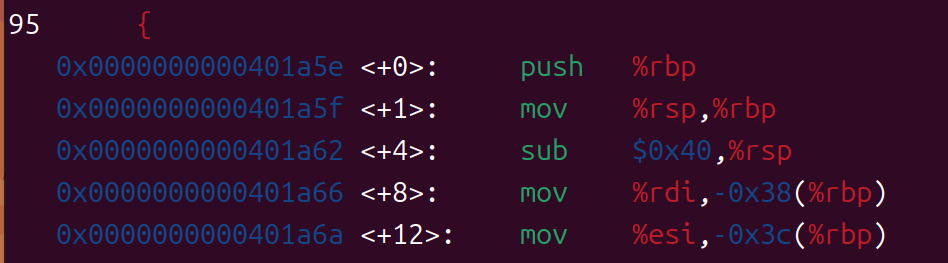 95 {
0x0000000000401a5e <+0>: push %rbp
0x0000000000401a5f <+1>: mov %rsp,%rbp
0x0000000000401a62 <+4>: sub $0x40,%rsp
0x0000000000401a66 <+8>: mov %rdi,-0x38(%rbp)
0x0000000000401a6a <+12>: mov %esi,-0x3c(%rbp)